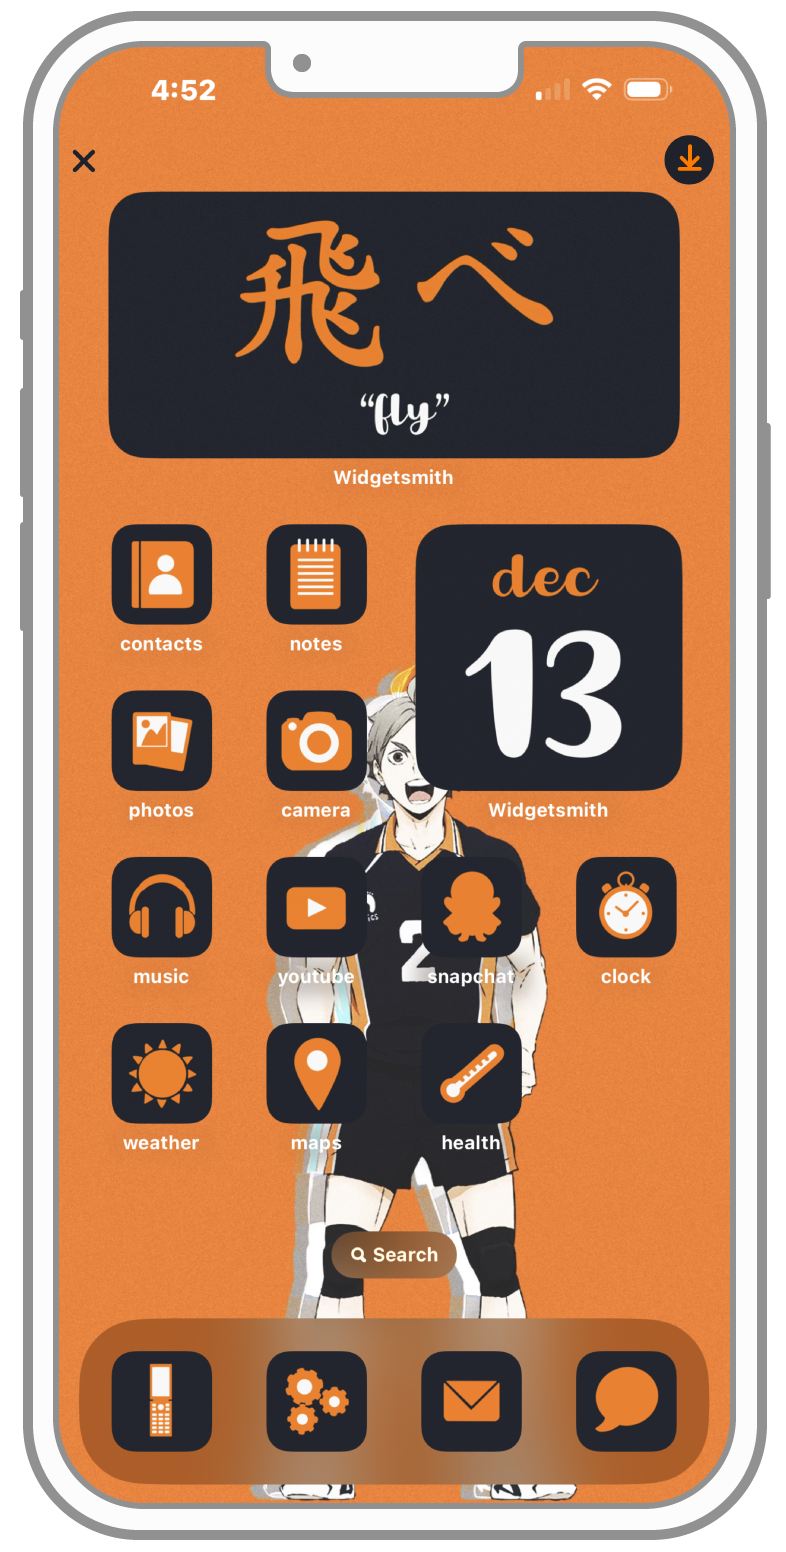 4:52
飛べ
“fly”
Widgetsmith
contacts
notes
dec
13
photos
camera
Widgetsmith
music
youtube
snapchat
clock
2
weather
maps
health
Search